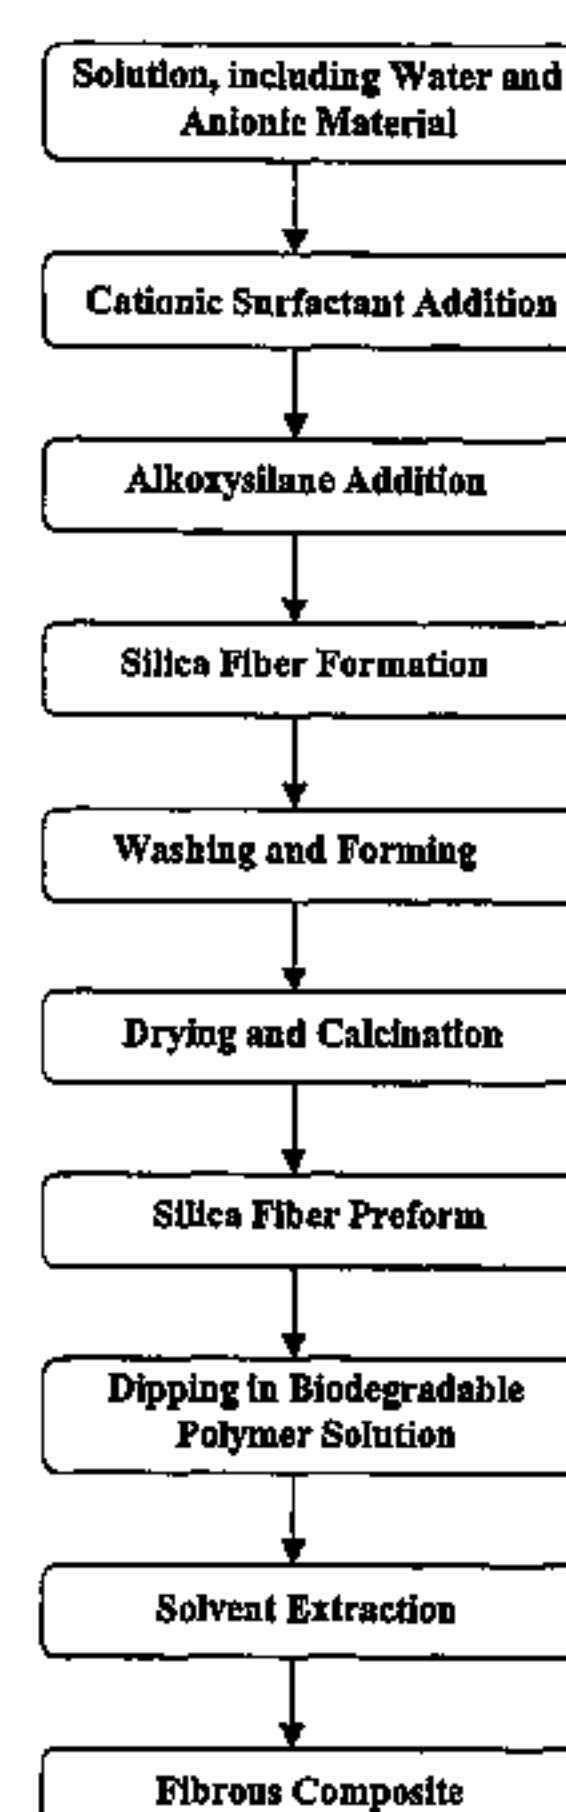 Solution, including Water and
Anionic Material
Cationic Surfactant Addition
Alkoxysilane Addition
Silica Fiber Formation
Washing and Forming
Drying and Calcination
Silica Fiber Preform
Dipping in Biodegradable
Polymer Solution
Solvent Extraction
Fibrous Composite